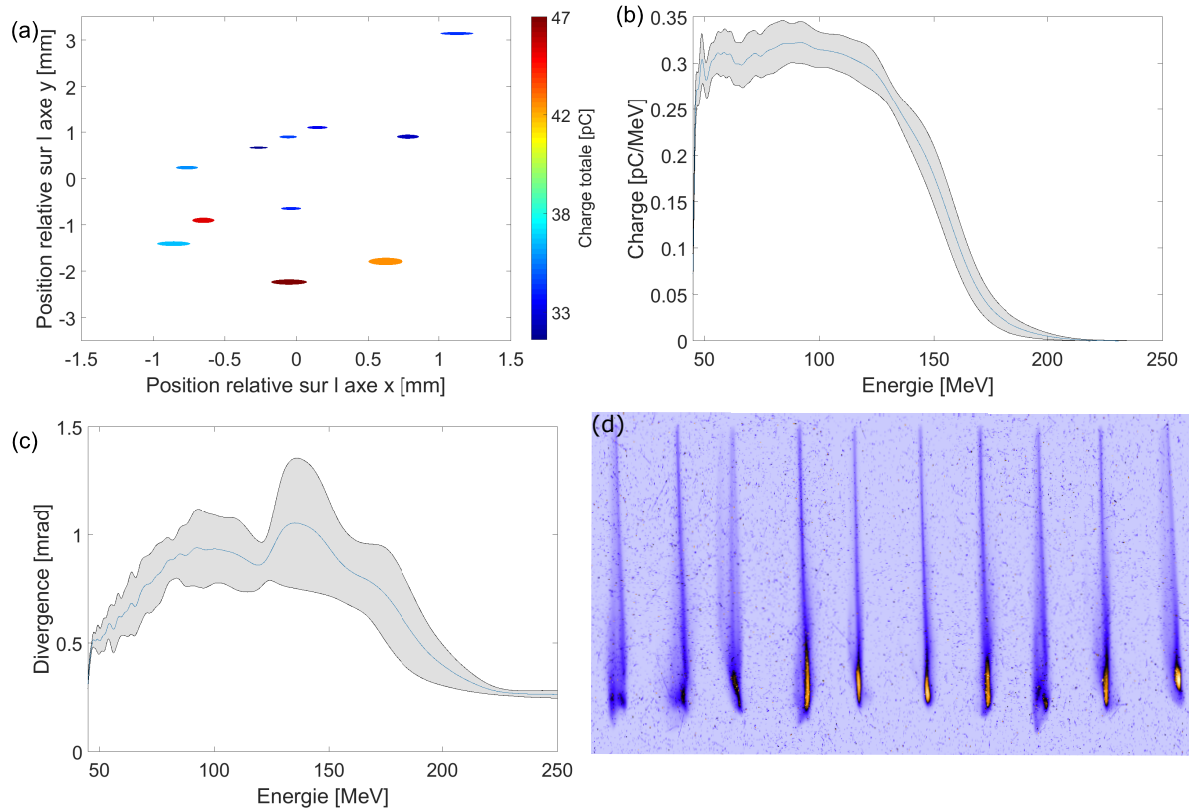 (a)
Position relative sur l axe y [mm]
3
2
1
0
-1
-2
-3
-1.5 -1 -0.5 0 0.5 1 1.5
Position relative sur l axe x [mm]
47
42
38
33
Charge totale [pC]
(b)
Charge [pC/MeV]
0.35
0.3
0.25
0.2
0.15
0.1
0.05
0
50 100 150 200 250
Energie [MeV]
(c)
Divergence [mrad]
1.5
1
0.5
0
50 100 150 200 250
Energie [MeV]
(d)